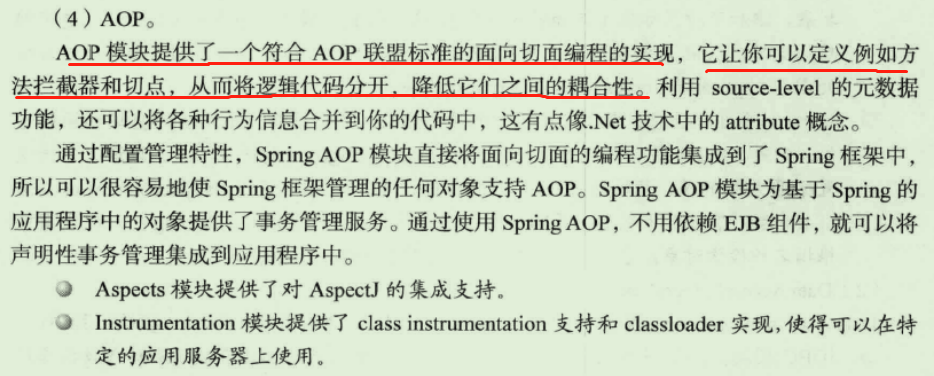 （4）AOP。
AOP 模块提供了一个符合 AOP 联盟标准的面向切面编程的实现，它让你可以定义例如方
法拦截器和切点，从而将逻辑代码分开，降低它们之间的耦合性。利用 source-level 的元数据
功能，还可以将各种行为信息合并到你的代码中，这有点像.Net 技术中的 attribute 概念。
通过配置管理特性，Spring AOP 模块直接将面向切面的编程功能集成到了 Spring 框架中，
所以可以很容易地使 Spring 框架管理的任何对象支持 AOP。Spring AOP 模块为基于 Spring 的
应用程序中的对象提供了事务管理服务。通过使用 Spring AOP，不用依赖 EJB 组件，就可以将
声明性事务管理集成到应用程序中。
Aspects 模块提供了对 AspectJ 的集成支持。
Instrumentation 模块提供了 class instrumentation 支持和 classloader 实现，使得可以在特
定的应用服务器上使用。